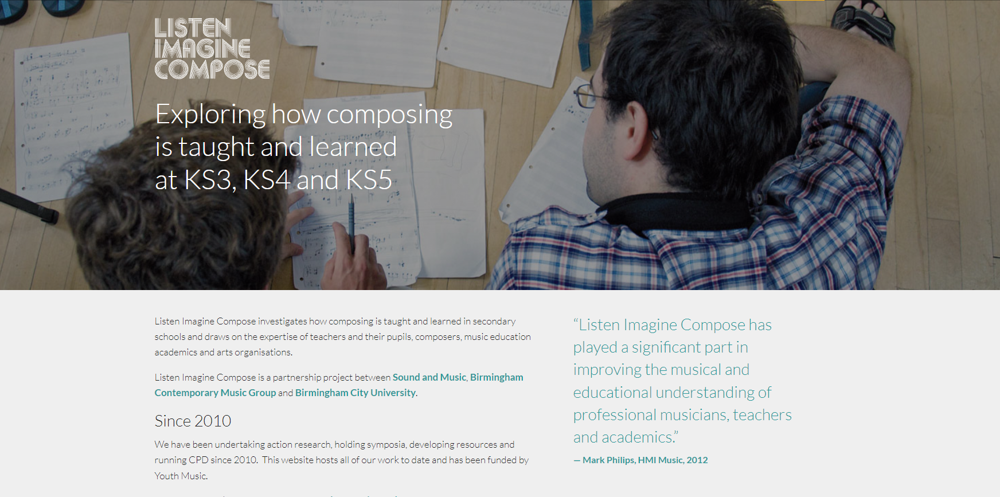 LISTEN
IMAGINE
COMPOSE
Exploring how composing
is taught and learned
at KS3, KS4 and KS5
Listen Imagine Compose investigates how composing is taught and learned in secondary
schools and draws on the expertise of teachers and their pupils, composers, music education
academics and arts organisations.
Listen Imagine Compose is a partnership project between Sound and Music, Birmingham
Contemporary Music Group and Birmingham City University.
Since 2010
We have been undertaking action research, holding symposia, developing resources and
running CPD since 2010.  This website hosts all of our work to date and has been funded by
Youth Music.
“Listen Imagine Compose has
played a significant part in
improving the musical and
educational understanding of
professional musicians, teachers
and academics.”
— Mark Philips, HMI Music, 2012